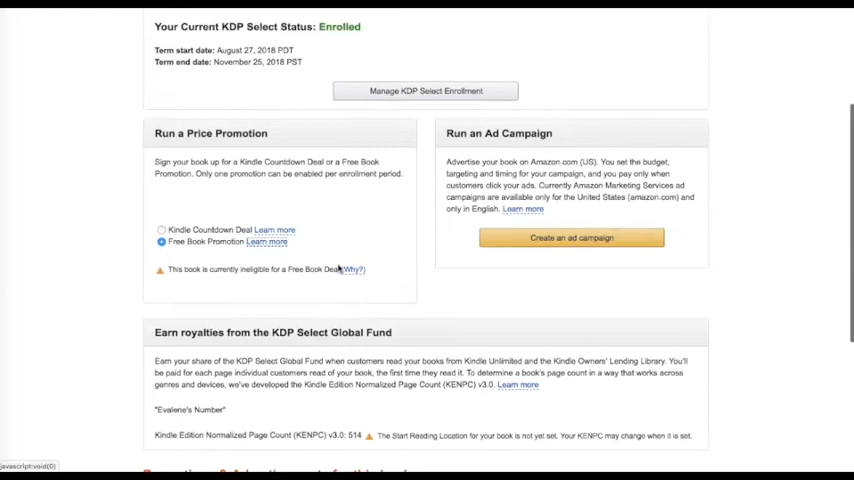 Your Current KDP Select Status: Enrolled
Term start date: August 27, 2018 PDT
Term end date: November 25, 2018 PST
Manage KDP Select Enrollment
Run a Price Promotion
Sign your book up for a Kindle Countdown Deal or a Free Book
Promotion. Only one promotion can be enabled per enrollment period.
Kindle Countdown Deal Learn more
Free Book Promotion Learn more
This book is currently ineligible for a Free Book Deal (Why?)
Run an Ad Campaign
Advertise your book on Amazon.com (US). You set the budget,
targeting and timing for your campaign, and you pay only when
customers click your ads. Currently Amazon Marketing Services ad
campaigns are available only for the United States (amazon.com) and
only in English. Learn more
Create an ad campaign
Earn royalties from the KDP Select Global Fund
Earn your share of the KDP Select Global Fund when customers read your books from Kindle Unlimited and the Kindle Owners' Lending Library. You'll
be paid for each page individual customers read of your book, the first time they read it. To determine a book's page count in a way that works across
genres and devices, we've developed the Kindle Edition Normalized Page Count (KENPC) v3.0. Learn more
"Evalene's Number"
Kindle Edition Normalized Page Count (KENPC) v3.0: 514 The Start Reading Location for your book is not yet set. Your KENPC may change when it is set.
javascript:void(0)